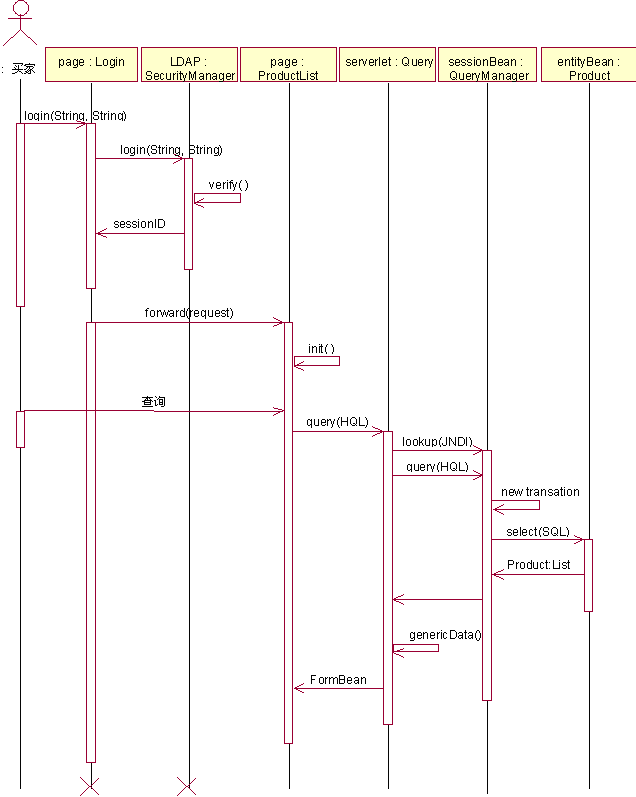 : 买家
page : Login
LDAP :
SecurityManager
page :
ProductList
serverlet : Query
sessionBean :
QueryManager
entityBean :
Product
login(String, String)
login(String, String)
verify( )
sessionID
forward(request)
init( )
查询
query(HQL)
lookup(JNDI)
query(HQL)
new transation
select(SQL)
Product:List
genericData()
FormBean